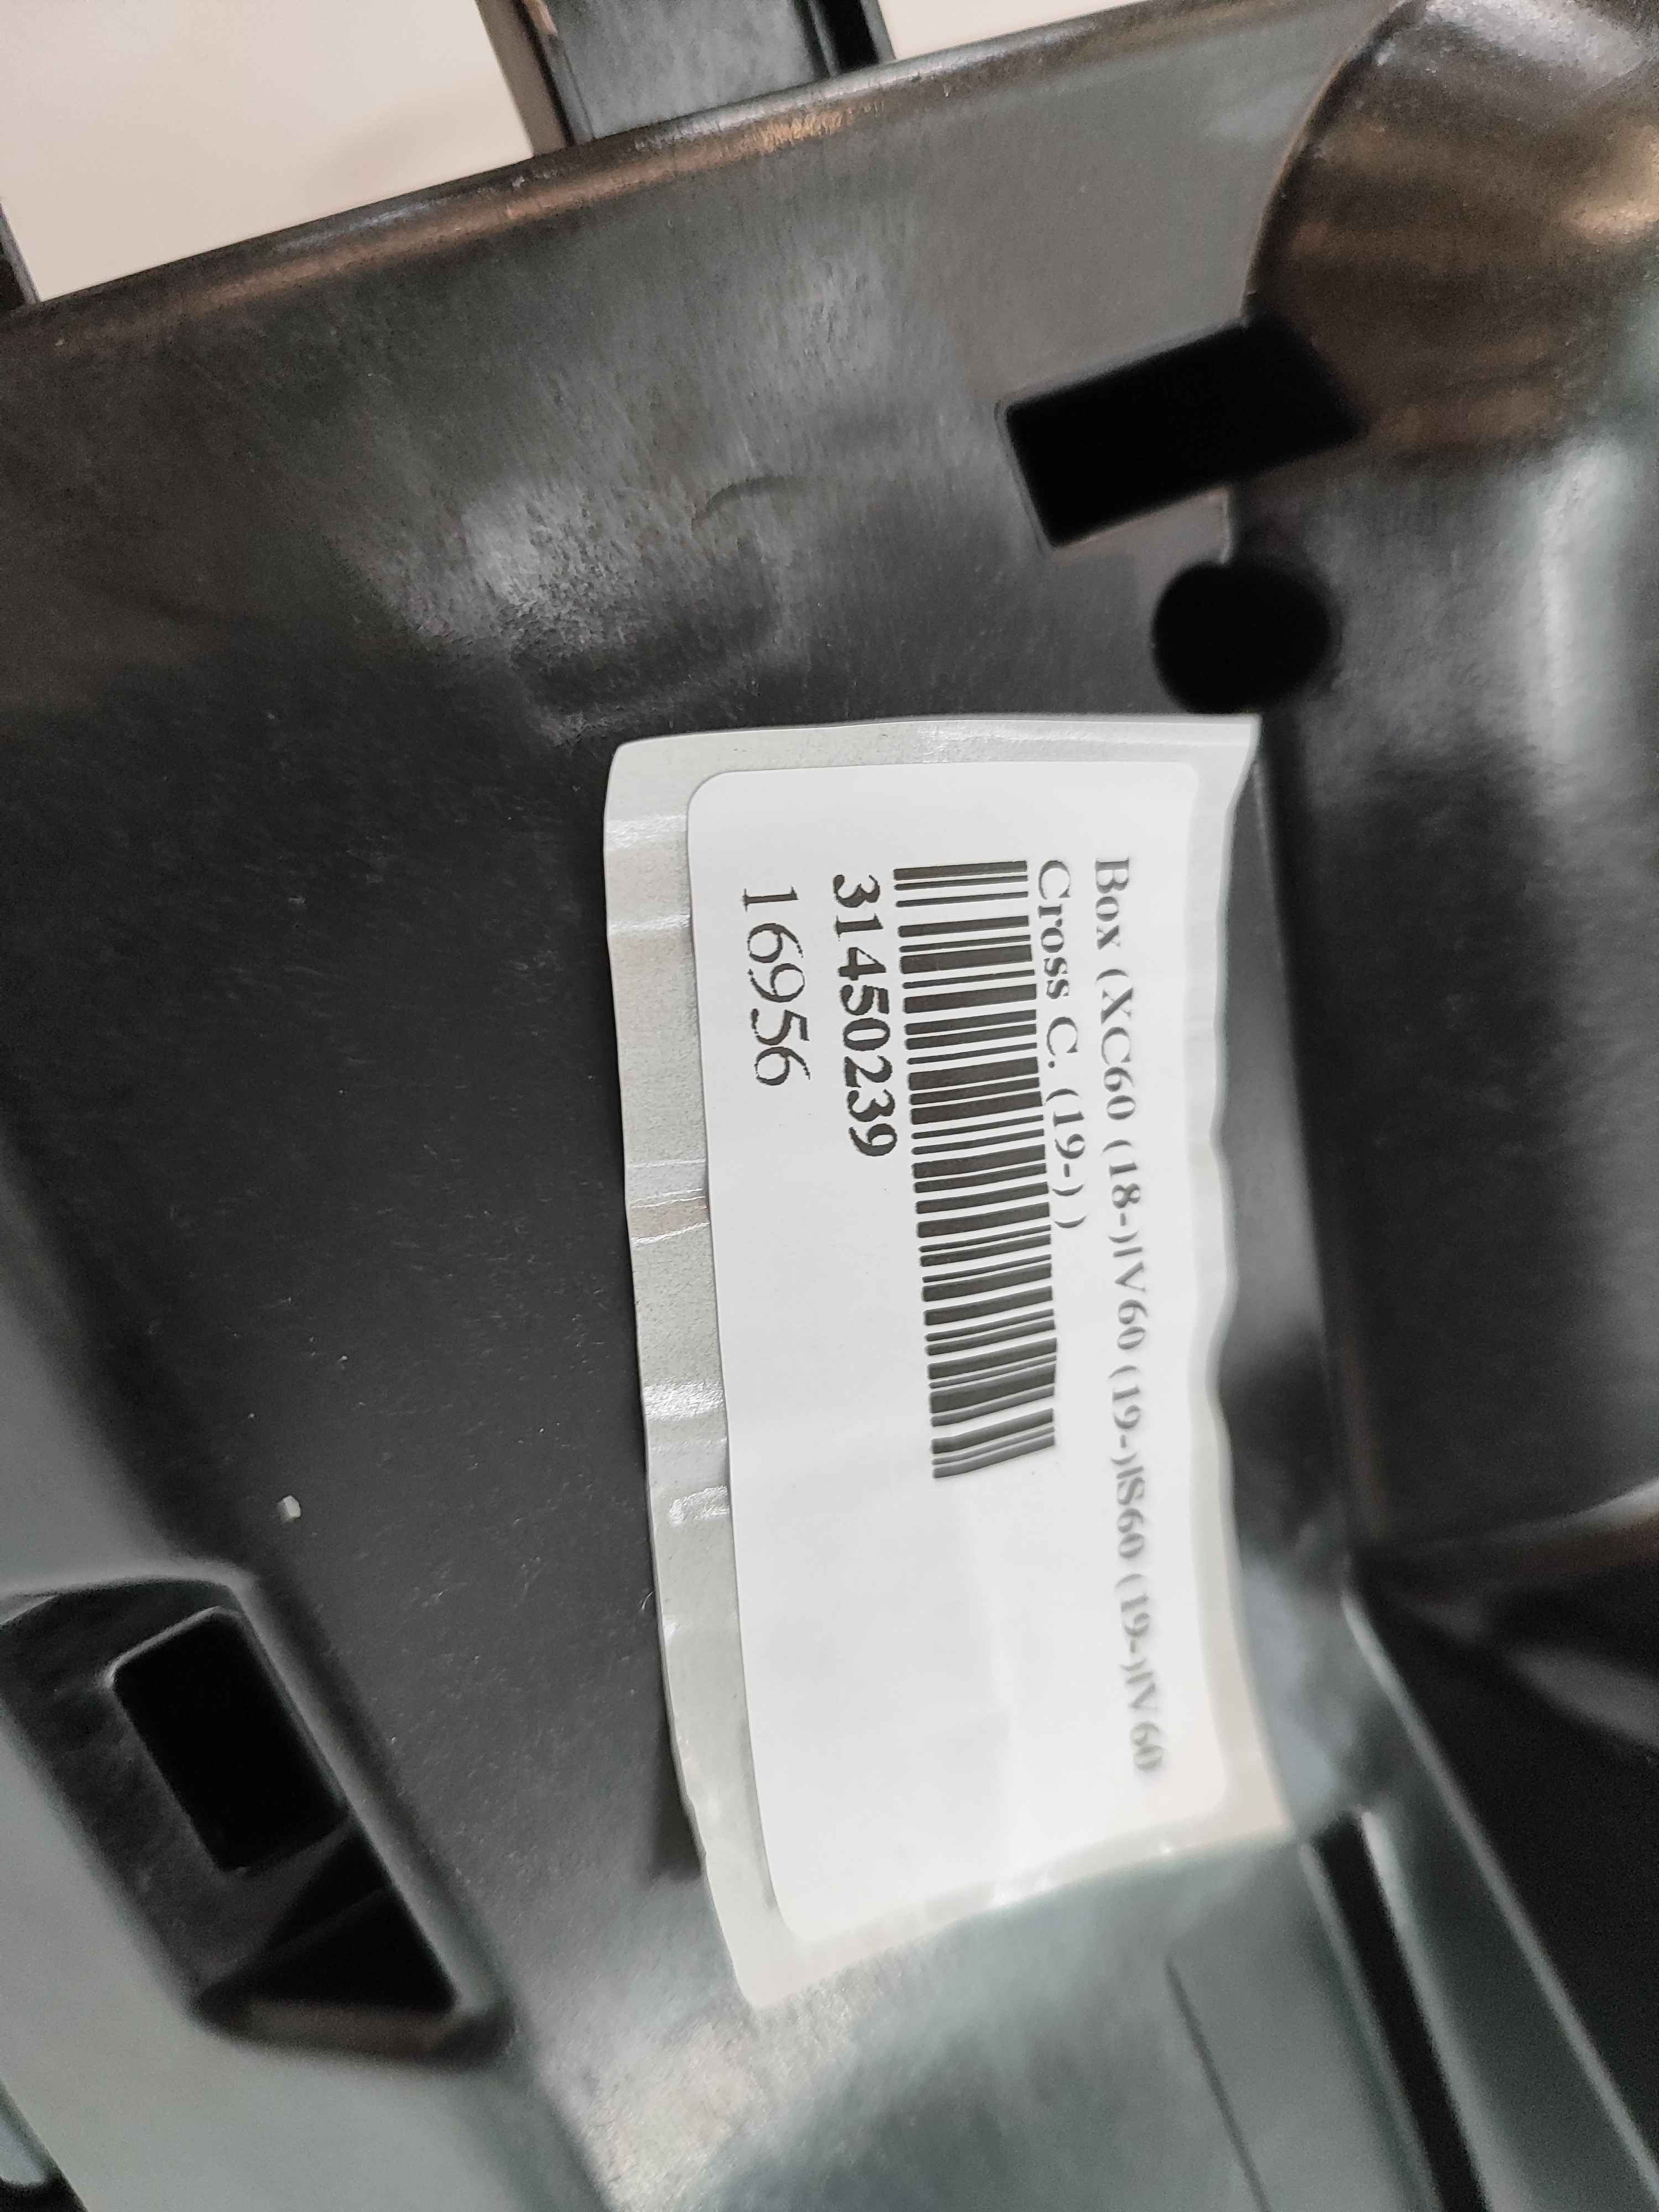 Box (XC60 (18-)|V60 (19-)|S60 (19-)|V60
Cross C. (19-) )
31450239
16956